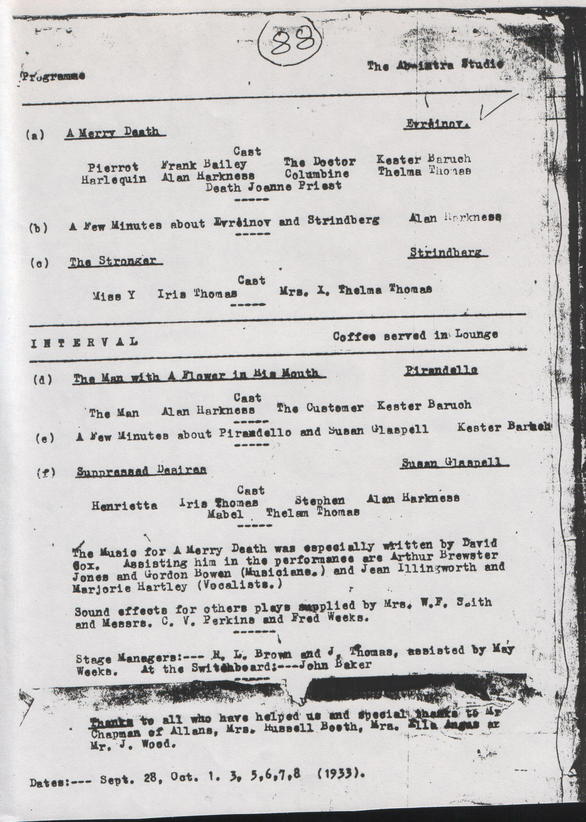 88
Programme The Ab-intra Studio
(a) A Merry Death Evrêinov.
Cast
Pierrot Frank Bailey The Doctor Kester Baruch
Harlequin Alan Harkness Columbine Thelma Thomas
Death Joanne Priest
-----
(b) A Few Minutes about Evrêinov and Strindberg Alan Harkness
-----
(c) The Stronger Strindberg
Cast
Miss Y Iris Thomas Mrs. X. Thelma Thomas
-----
INTERVAL Coffee served in Lounge
(d) The Man with A Flower in His Mouth Pirandello
Cast
The Man Alan Harkness The Customer Kester Baruch
-----
(e) A Few Minutes about Pirandello and Susan Glaspell Kester Baruch
-----
(f) Suppressed Desires Susan Glaspell
Cast
Henrietta Iris Thomas Stephen Alan Harkness
Mabel Thelam Thomas
-----
The Music for A Merry Death was especially written by David
Cox. Assisting him in the performance are Arthur Brewster
Jones and Gordon Bowen (Musicians.) and Jean Illingworth and
Marjorie Hartley (Vocalists.)
Sound effects for others plays supplied by Mrs. W.F. Smith
and Messrs. C. V. Perkins and Fred Weeks.
-------
Stage Managers:--- R. L. Brown and J. Thomas, assisted by May
Weeks. At the Switchboard:---John Baker
-----
Thanks to all who have helped us and special thanks to Mr
Chapman of Allans, Mrs. Russell Booth, Mrs. Ella Angus an
Mr. J. Wood.
Dates:--- Sept. 28, Oct. 1. 3, 5,6,7,8 (1933).